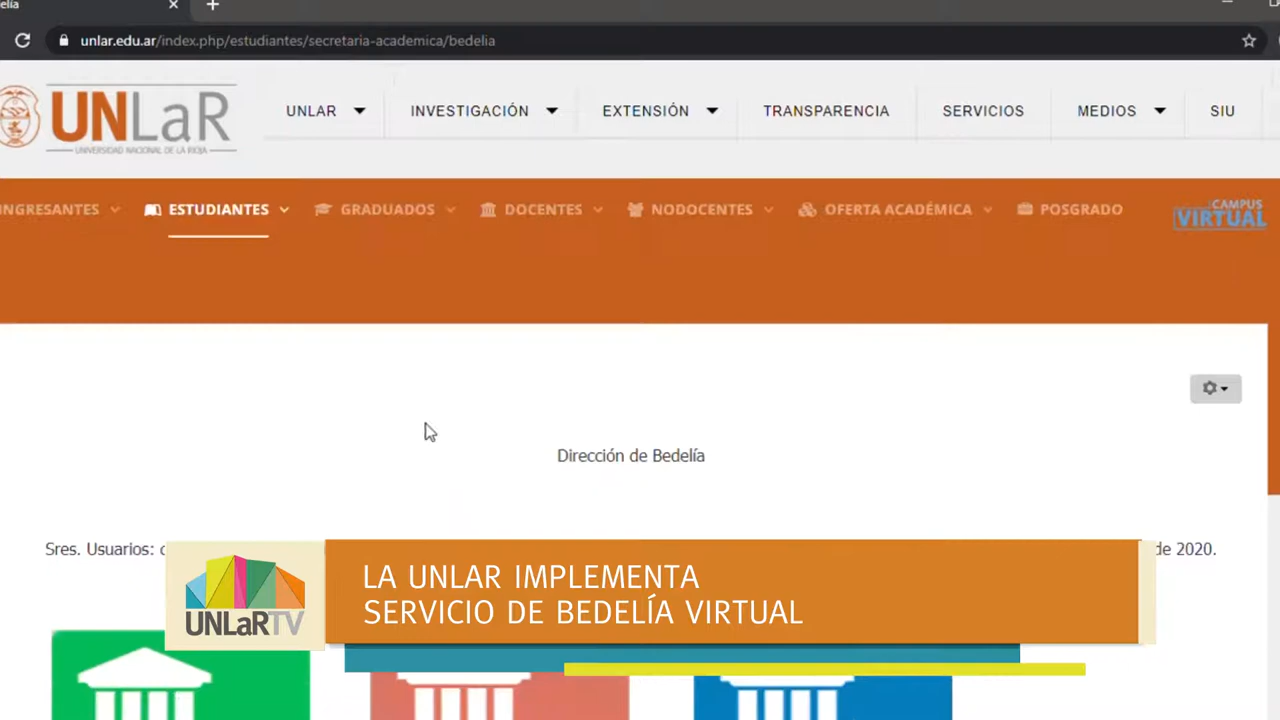 elía
unlar.edu.ar/index.php/estudiantes/secretaria-academica/bedelia
UNLaR
UNIVERSIDAD NACIONAL DE LA RIOJA
UNLAR INVESTIGACIÓN EXTENSIÓN TRANSPARENCIA SERVICIOS MEDIOS SIU
INGRESANTES ESTUDIANTES GRADUADOS DOCENTES NODOCENTES OFERTA ACADÉMICA POSGRADO CAMPUS VIRTUAL
Dirección de Bedelía
Sres. Usuarios: de 2020.
UNLaRTV
LA UNLAR IMPLEMENTA
SERVICIO DE BEDELÍA VIRTUAL